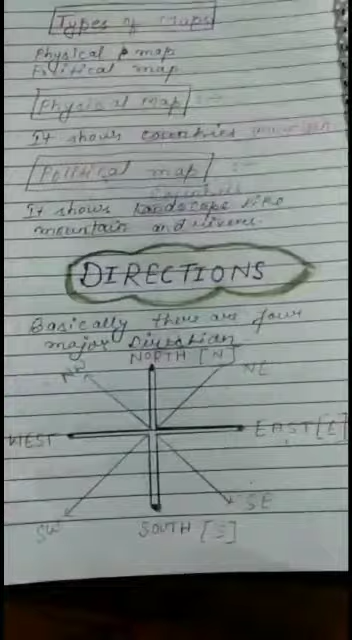 Types of Maps
Physical map
Political map
Physical map :-
It shows countries
Political map :-
Countries
It shows landscape like
mountain and rivers.
DIRECTIONS
Basically there are four
major Direction
NORTH [N]
NW NE
WEST EAST [E]
SW SE
SOUTH [S]